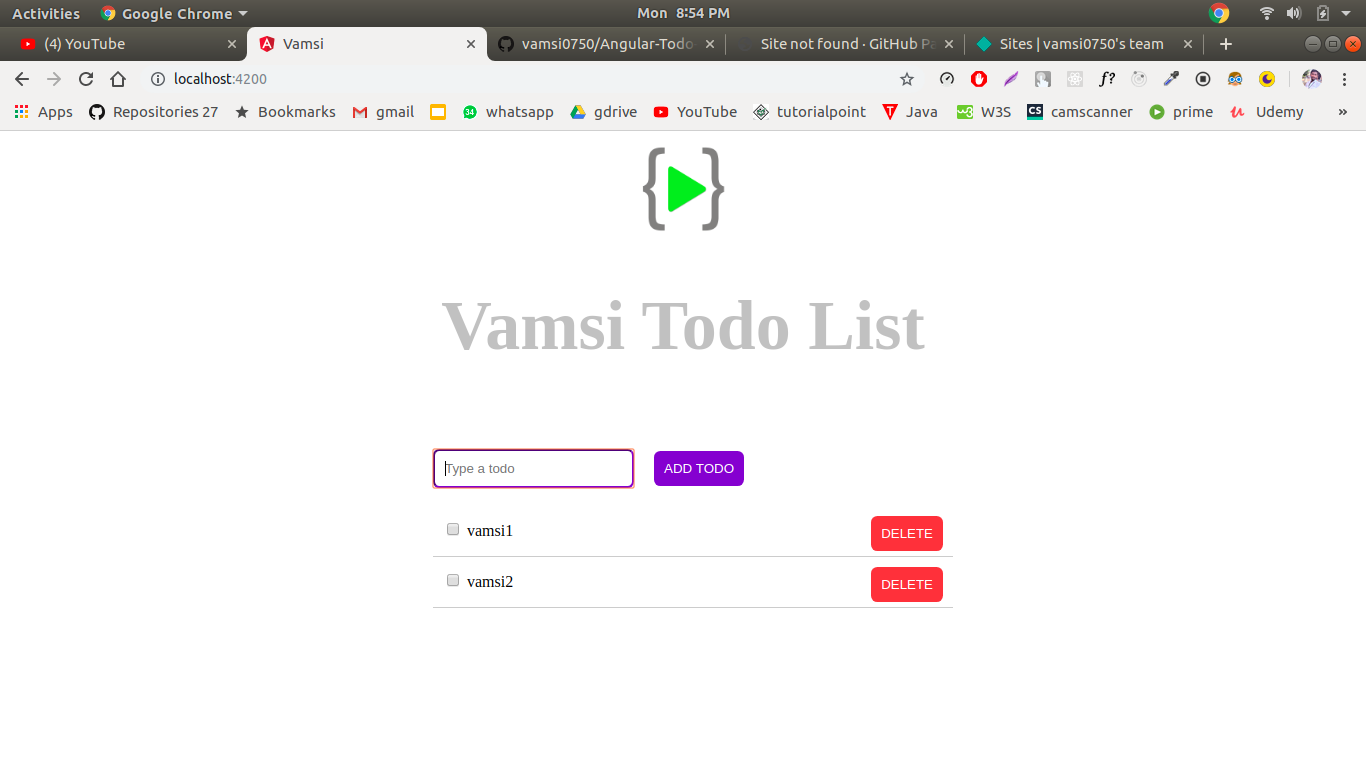 Activities Google Chrome Mon 8:54 PM
(4) YouTube Vamsi vamsi0750/Angular-Todo Site not found · GitHub Pa Sites | vamsi0750's team
localhost:4200 f?
Apps Repositories 27 Bookmarks gmail 34 whatsapp gdrive YouTube tutorialpoint Java W3S CS camscanner prime Udemy »
{ }
Vamsi Todo List
Type a todo ADD TODO
vamsi1 DELETE
vamsi2 DELETE